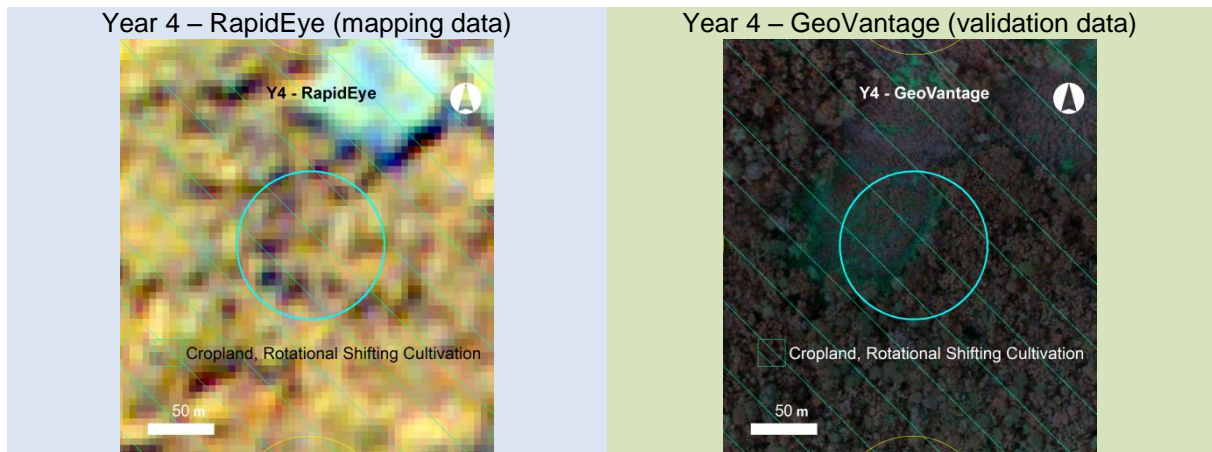 Year 4 – RapidEye (mapping data)
Year 4 – GeoVantage (validation data)
Y4 - RapidEye
Y4 - GeoVantage
Cropland, Rotational Shifting Cultivation
Cropland, Rotational Shifting Cultivation
50 m
50 m